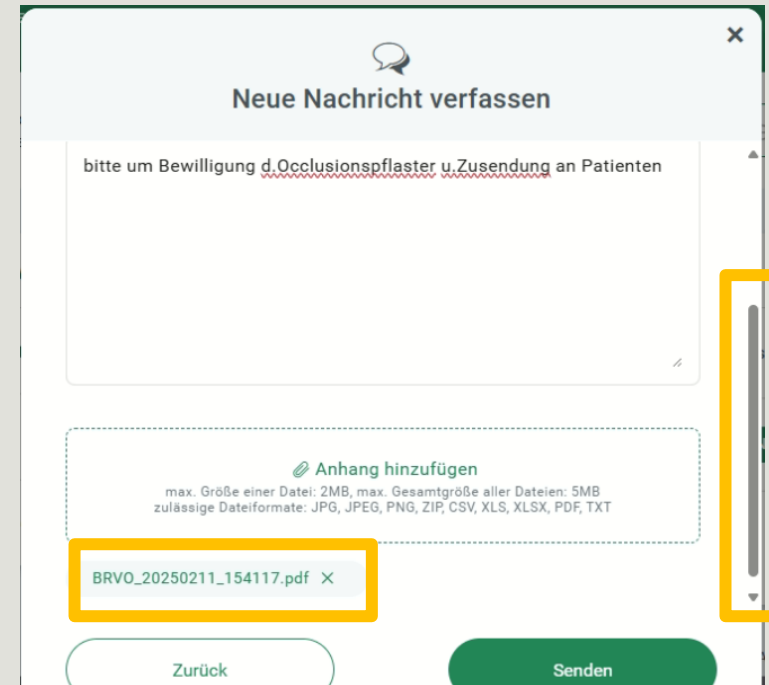 Neue Nachricht verfassen
bitte um Bewilligung d.Occlusionspflaster u.Zusendung an Patienten
Anhang hinzufügen
max. Größe einer Datei: 2MB, max. Gesamtgröße aller Dateien: 5MB
zulässige Dateiformate: JPG, JPEG, PNG, ZIP, CSV, XLS, XLSX, PDF, TXT
BRVO_20250211_154117.pdf
Zurück
Senden